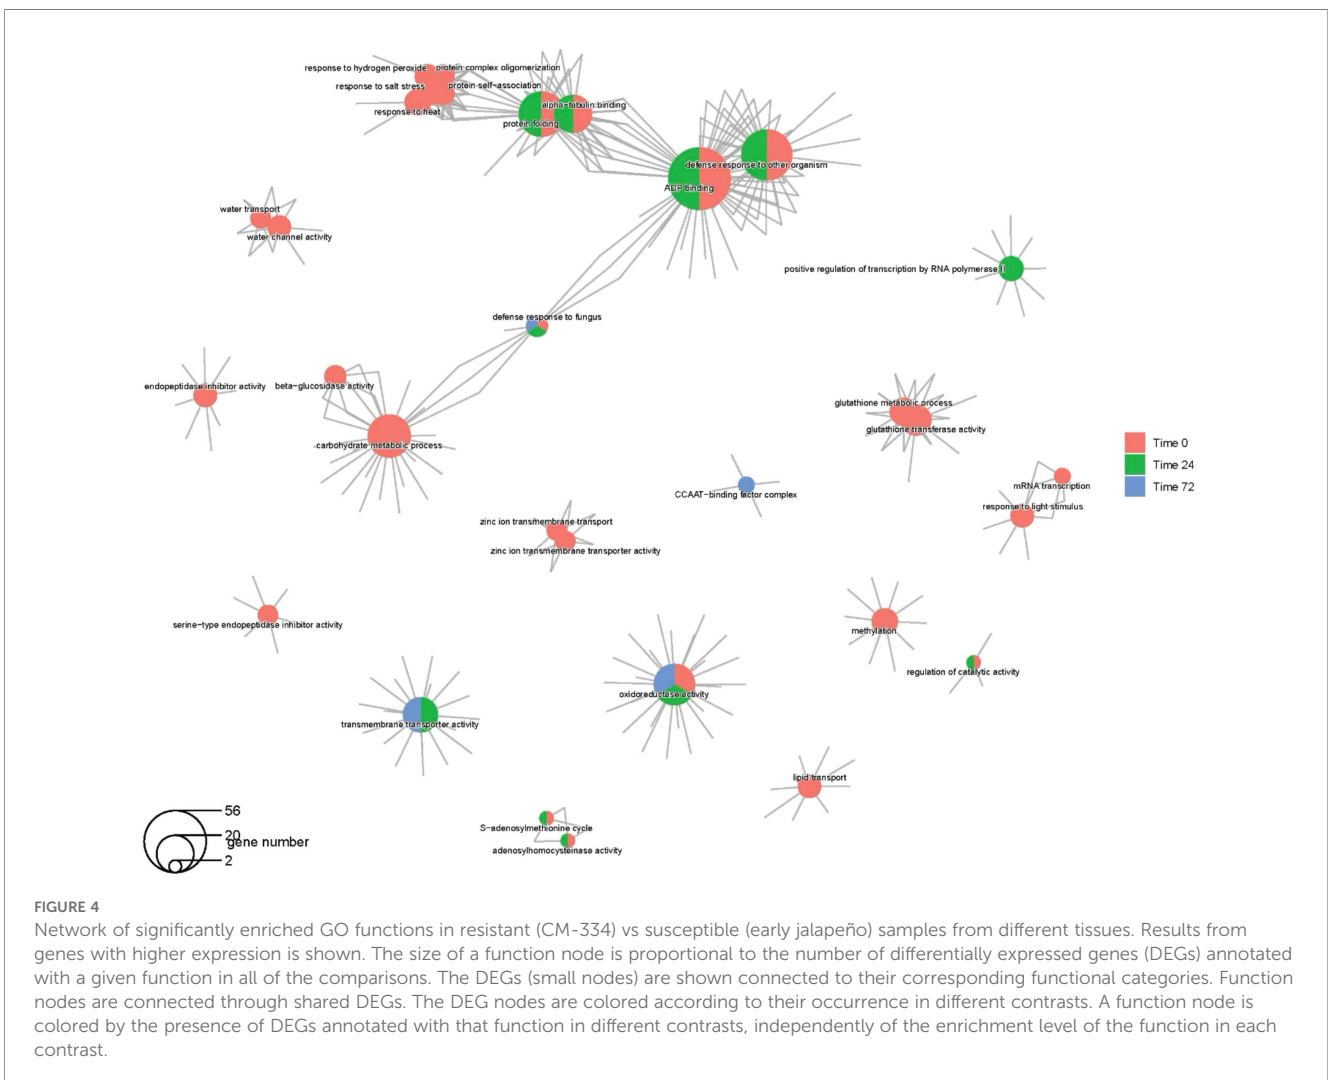 response to hydrogen peroxide
protein complex oligomerization
response to salt stress
protein self-association
response to heat
alpha-tubulin binding
protein folding
defense response to other organism
ADP binding
water transport
water channel activity
positive regulation of transcription by RNA polymerase II
defense response to fungus
endopeptidase inhibitor activity
beta-glucosidase activity
carbohydrate metabolic process
glutathione metabolic process
glutathione transferase activity
Time 0
Time 24
Time 72
mRNA transcription
CCAAT-binding factor complex
response to light stimulus
zinc ion transmembrane transport
zinc ion transmembrane transporter activity
serine-type endopeptidase inhibitor activity
methylation
regulation of catalytic activity
oxidoreductase activity
transmembrane transporter activity
lipid transport
S-adenosylmethionine cycle
adenosylhomocysteinase activity
56
20
gene number
2
FIGURE 4
Network of significantly enriched GO functions in resistant (CM-334) vs susceptible (early jalapeño) samples from different tissues. Results from
genes with higher expression is shown. The size of a function node is proportional to the number of differentially expressed genes (DEGs) annotated
with a given function in all of the comparisons. The DEGs (small nodes) are shown connected to their corresponding functional categories. Function
nodes are connected through shared DEGs. The DEG nodes are colored according to their occurrence in different contrasts. A function node is
colored by the presence of DEGs annotated with that function in different contrasts, independently of the enrichment level of the function in each
contrast.